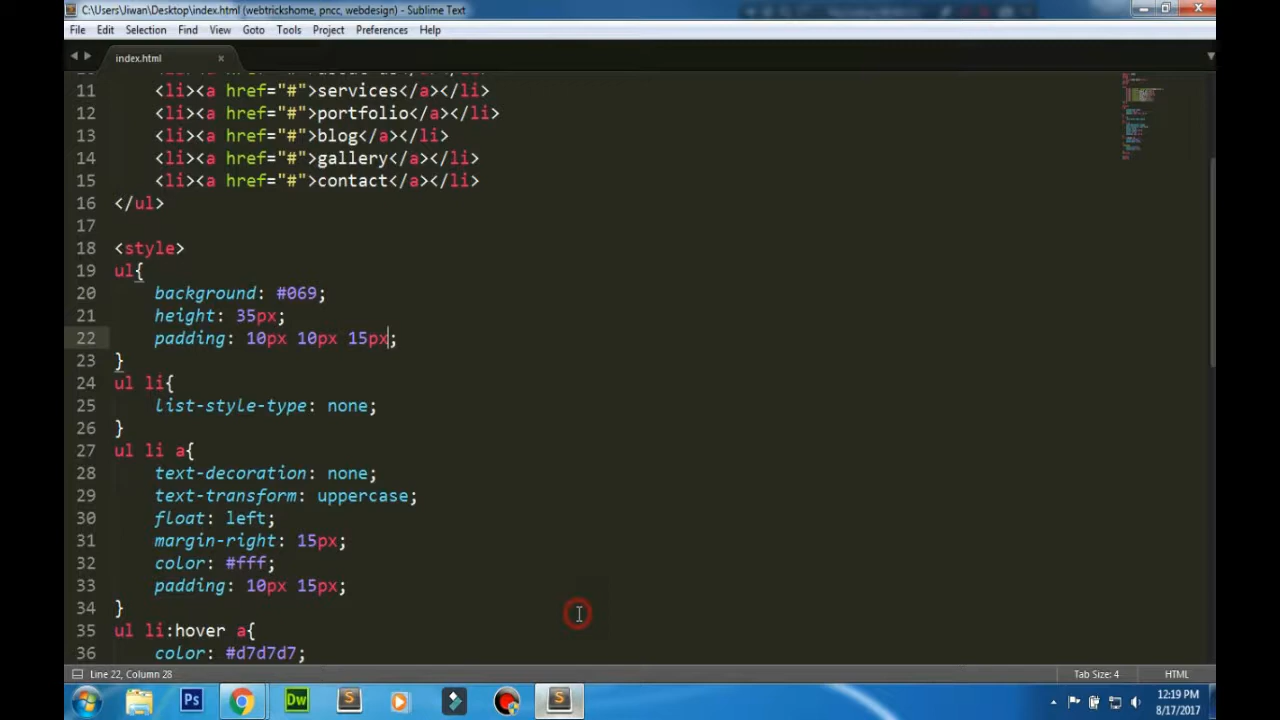 C:\Users\Jiwan\Desktop\index.html (webtrickshome, pncc, webdesign) - Sublime Text
File Edit Selection Find View Goto Tools Project Preferences Help
index.html x
11 <li><a href="#">services</a></li>
12 <li><a href="#">portfolio</a></li>
13 <li><a href="#">blog</a></li>
14 <li><a href="#">gallery</a></li>
15 <li><a href="#">contact</a></li>
16 </ul>
17
18 <style>
19 ul{
20 background: #069;
21 height: 35px;
22 padding: 10px 10px 15px;
23 }
24 ul li{
25 list-style-type: none;
26 }
27 ul li a{
28 text-decoration: none;
29 text-transform: uppercase;
30 float: left;
31 margin-right: 15px;
32 color: #fff;
33 padding: 10px 15px;
34 }
35 ul li:hover a{
36 color: #d7d7d7;
Line 22, Column 28 Tab Size: 4 HTML
Ps Dw S S
12:19 PM
8/17/2017